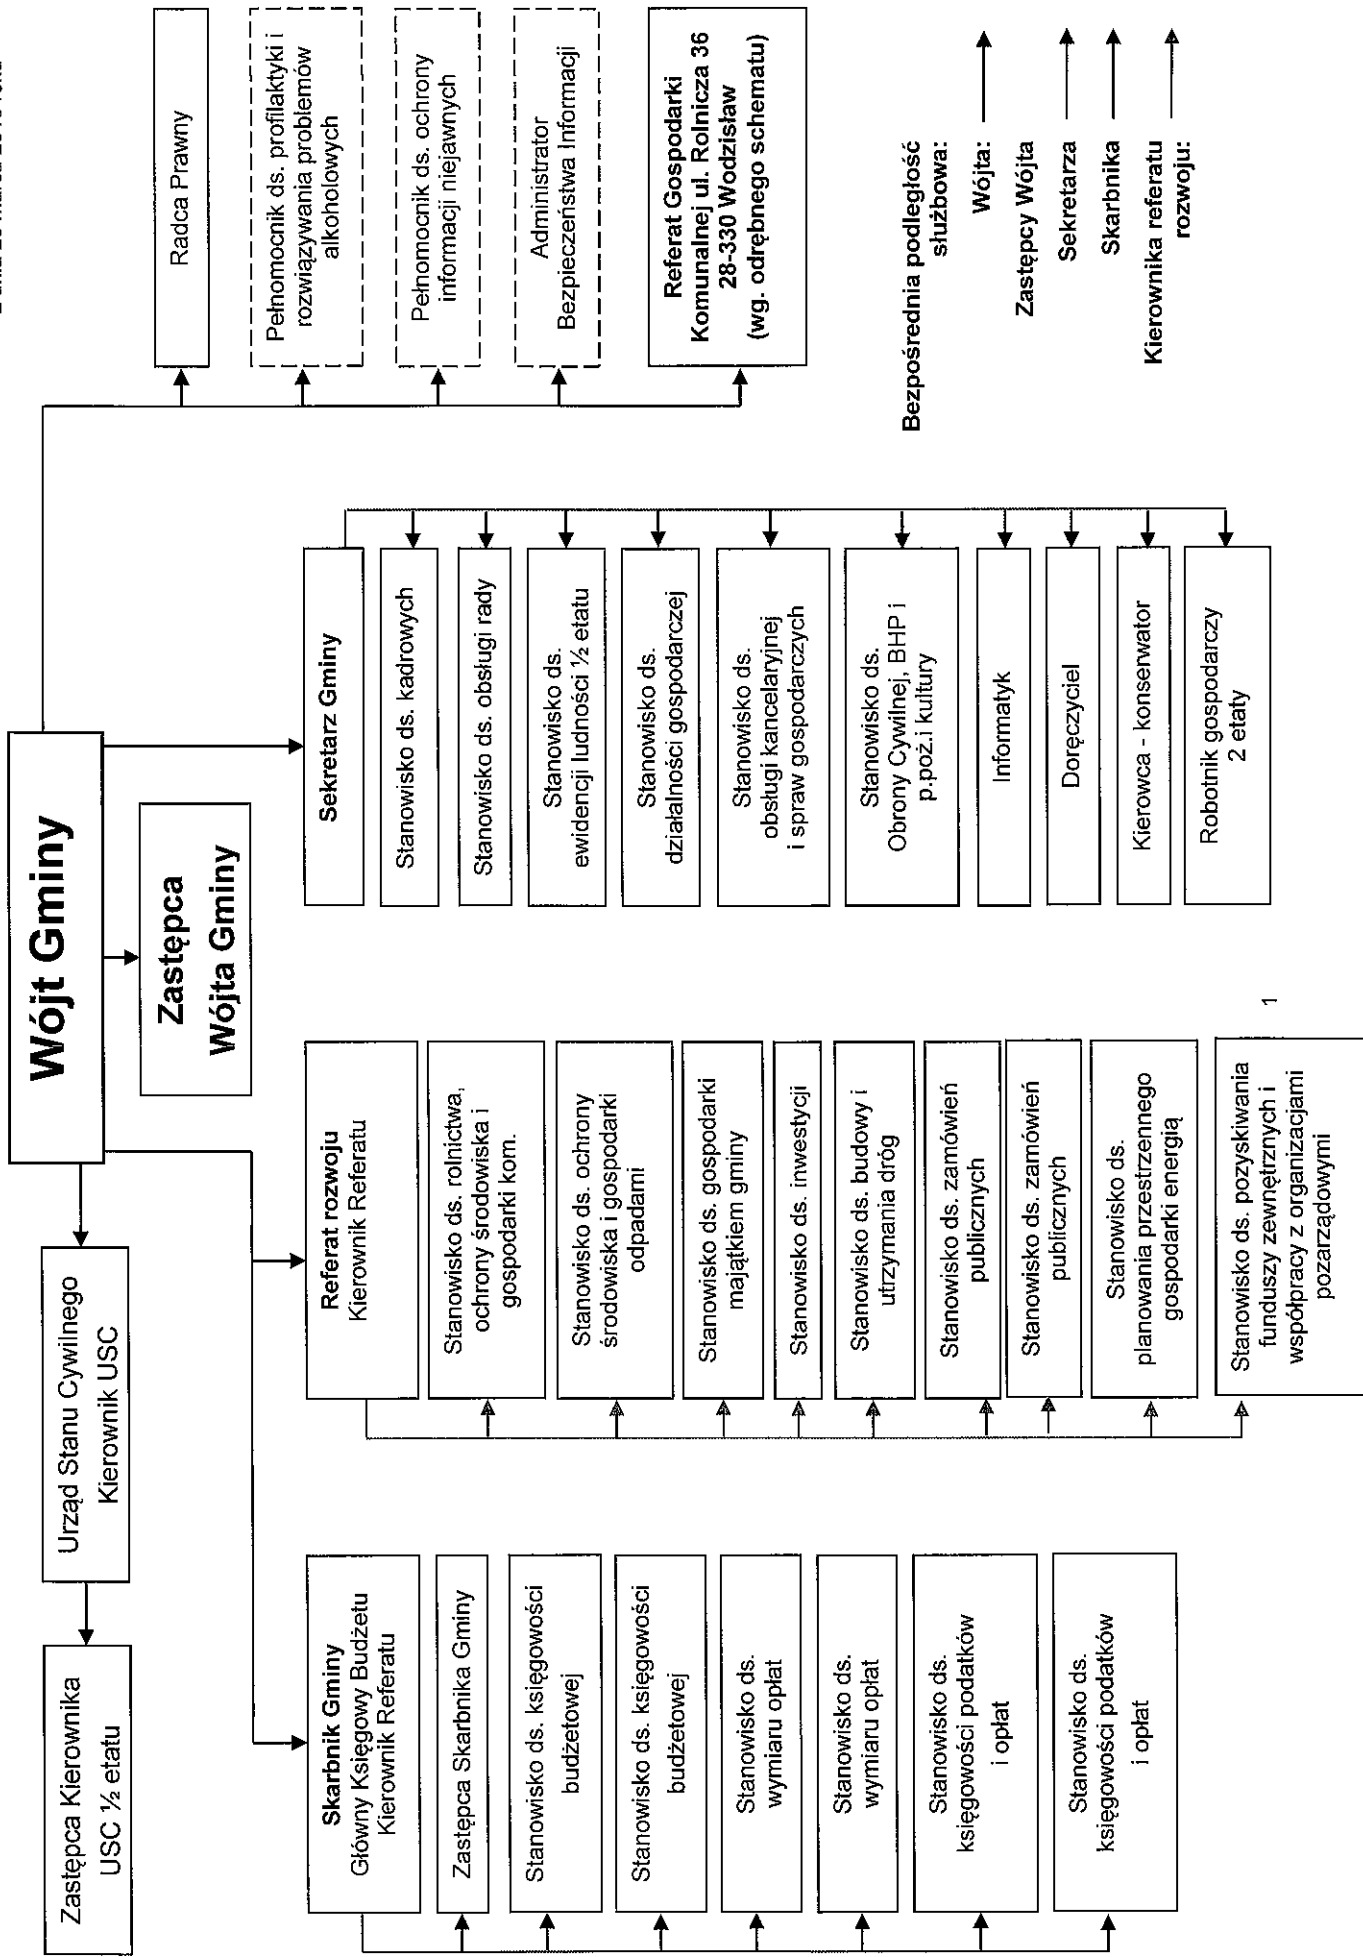 Wójt Gminy
Zastępca
Wójta Gminy
Urząd Stanu Cywilnego
Kierownik USC
Zastępca Kierownika
USC ½ etatu
Skarbnik Gminy
Główny Księgowy Budżetu
Kierownik Referatu
Zastępca Skarbnika Gminy
Stanowisko ds. księgowości
budżetowej
Stanowisko ds. księgowości
budżetowej
Stanowisko ds.
wymiaru opłat
Stanowisko ds.
wymiaru opłat
Stanowisko ds.
księgowości podatków
i opłat
Stanowisko ds.
księgowości podatków
i opłat
Referat rozwoju
Kierownik Referatu
Stanowisko ds. rolnictwa,
ochrony środowiska i
gospodarki kom.
Stanowisko ds. ochrony
środowiska i gospodarki
odpadami
Stanowisko ds. gospodarki
majątkiem gminy
Stanowisko ds. inwestycji
Stanowisko ds. budowy i
utrzymania dróg
Stanowisko ds. zamówień
publicznych
Stanowisko ds. zamówień
publicznych
Stanowisko ds.
planowania przestrzennego
gospodarki energią
Stanowisko ds. pozyskiwania
funduszy zewnętrznych i
współpracy z organizacjami
pozarządowymi
1
Sekretarz Gminy
Stanowisko ds. kadrowych
Stanowisko ds. obsługi rady
Stanowisko ds.
ewidencji ludności ½ etatu
Stanowisko ds.
działalności gospodarczej
Stanowisko ds.
obsługi kancelaryjnej
i spraw gospodarczych
Stanowisko ds.
Obrony Cywilnej, BHP i
p.poż.i kultury
Informatyk
Doręczyciel
Kierowca - konserwator
Robotnik gospodarczy
2 etaty
Radca Prawny
Pełnomocnik ds. profilaktyki i
rozwiązywania problemów
alkoholowych
Pełnomocnik ds. ochrony
informacji niejawnych
Administrator
Bezpieczeństwa Informacji
Referat Gospodarki
Komunalnej ul. Rolnicza 36
28-330 Wodzisław
(wg. odrębnego schematu)
Bezpośrednia podległość
służbowa:
Wójta:
Zastępcy Wójta
Sekretarza
Skarbnika
Kierownika referatu
rozwoju: